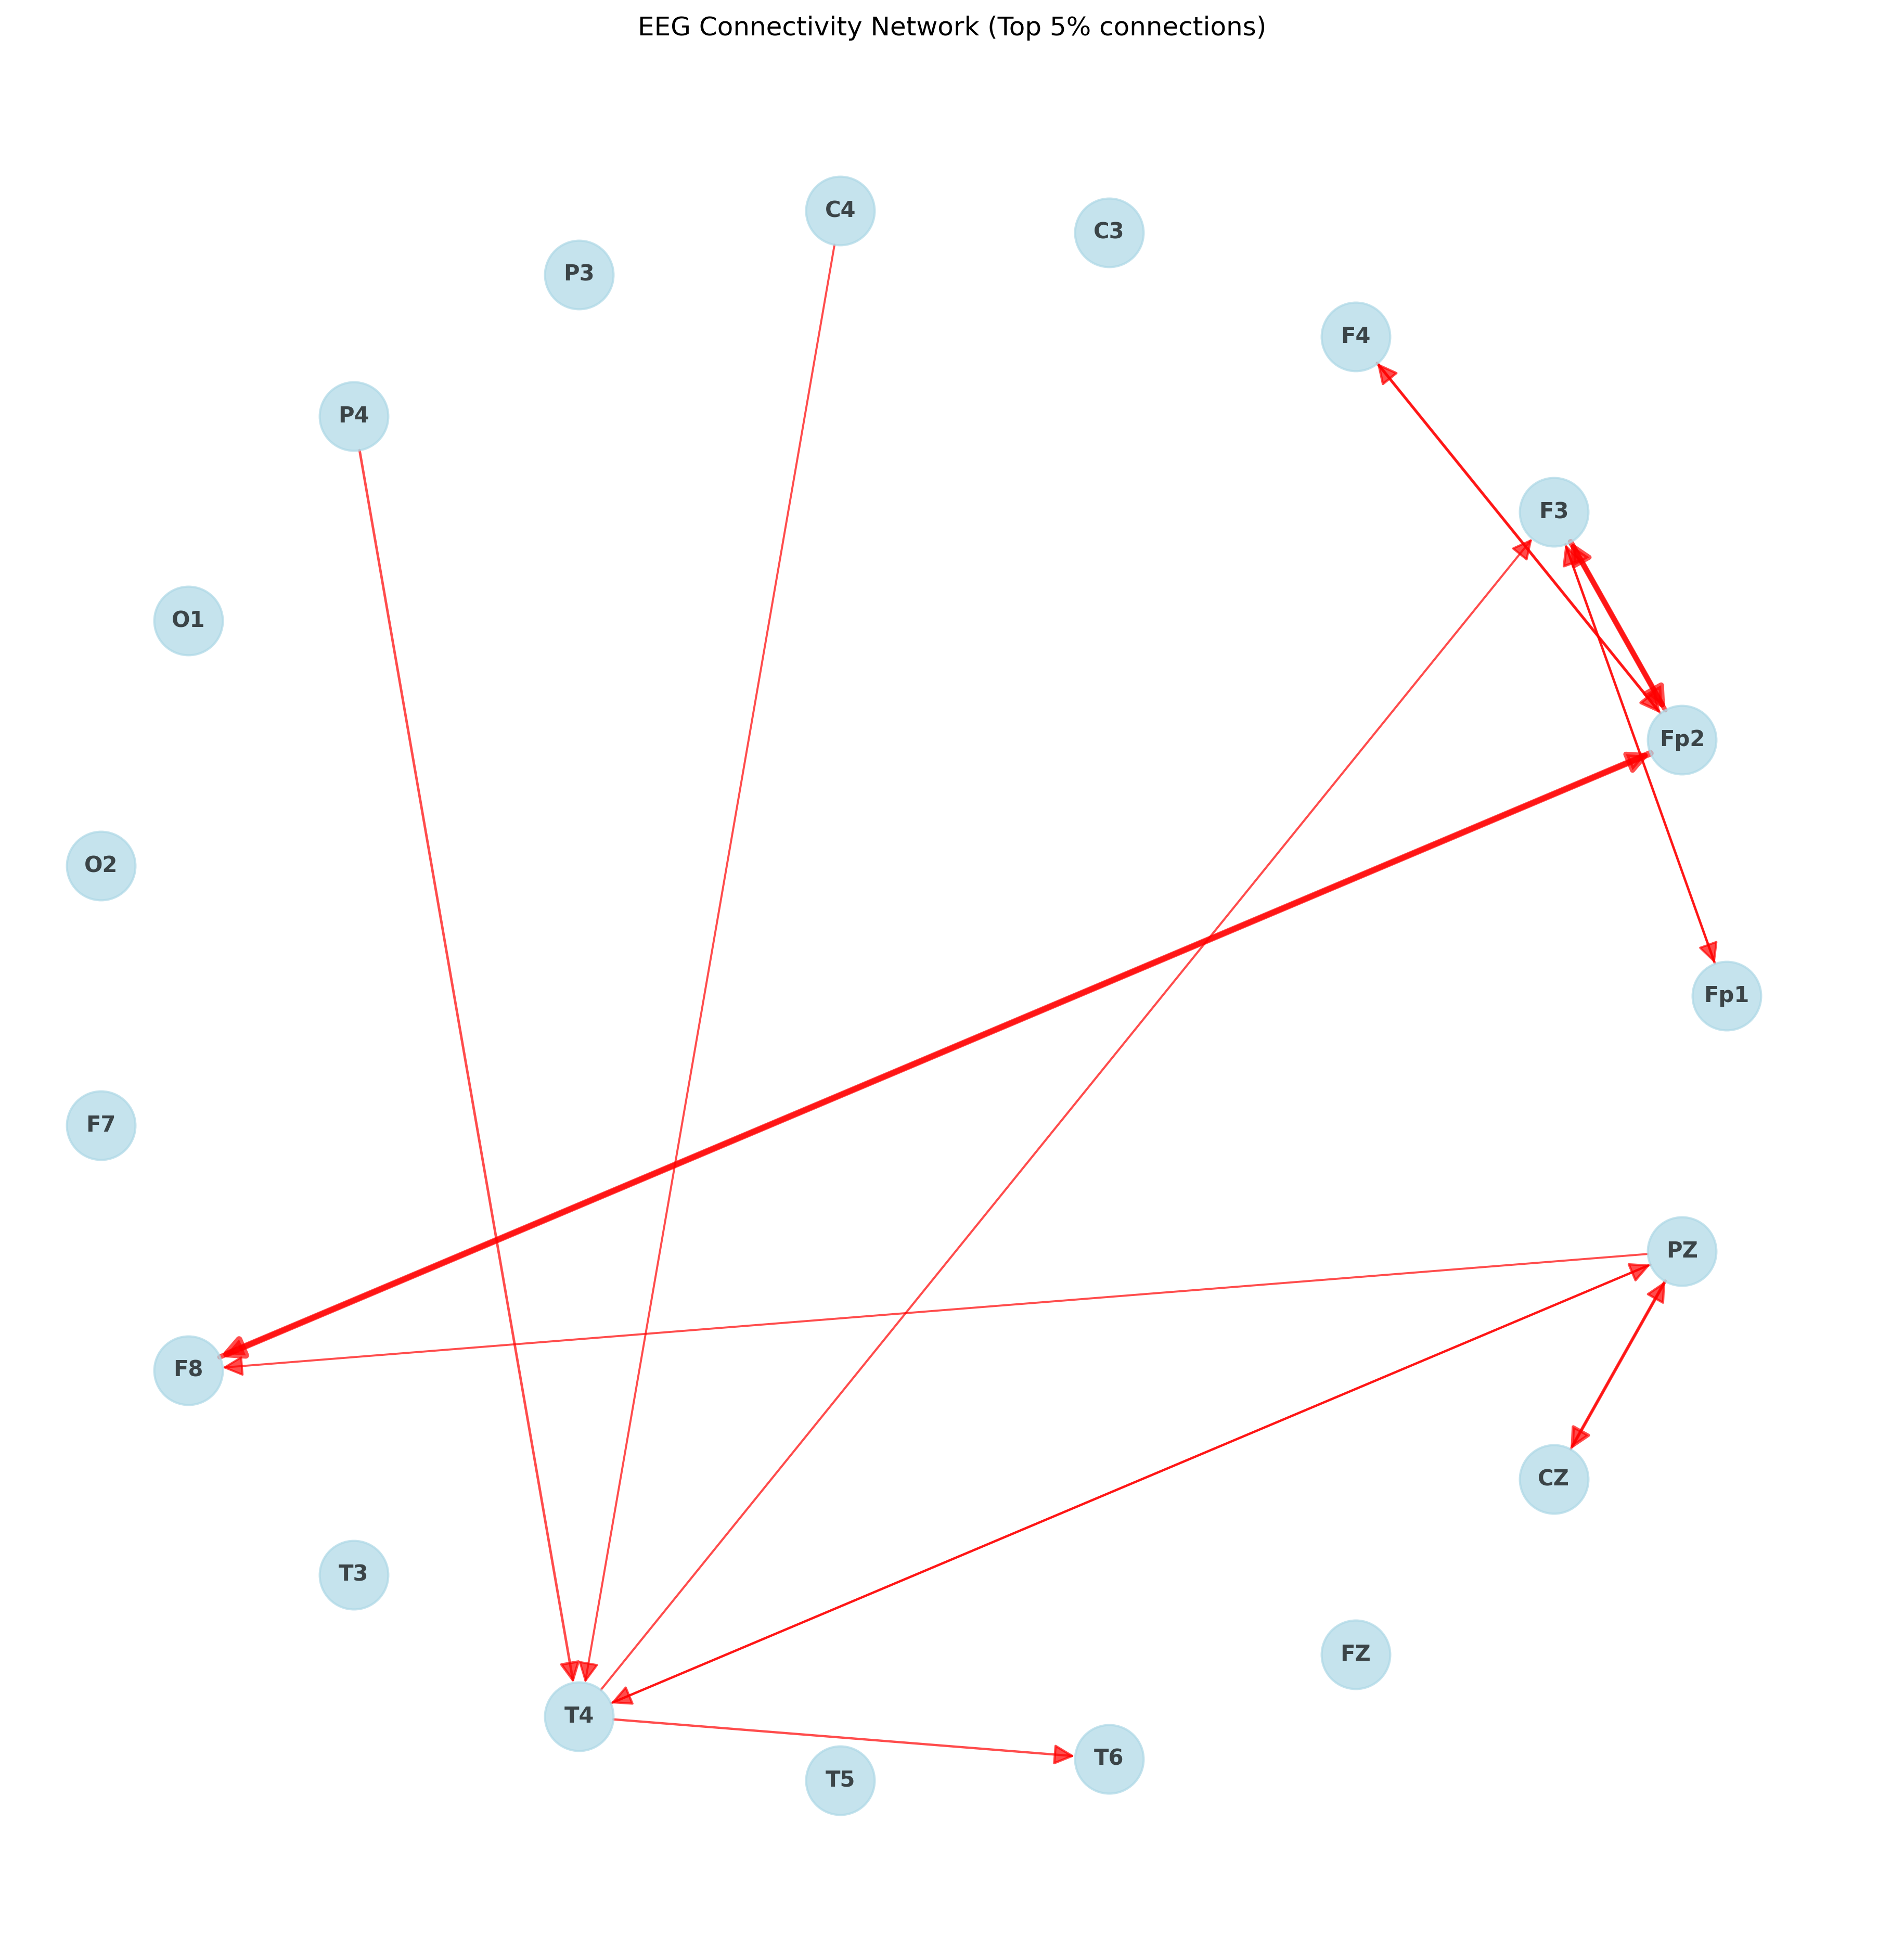 EEG Connectivity Network (Top 5% connections)
C4
C3
P3
F4
P4
F3
O1
Fp2
O2
Fp1
F7
PZ
F8
CZ
T3
FZ
T4
T6
T5